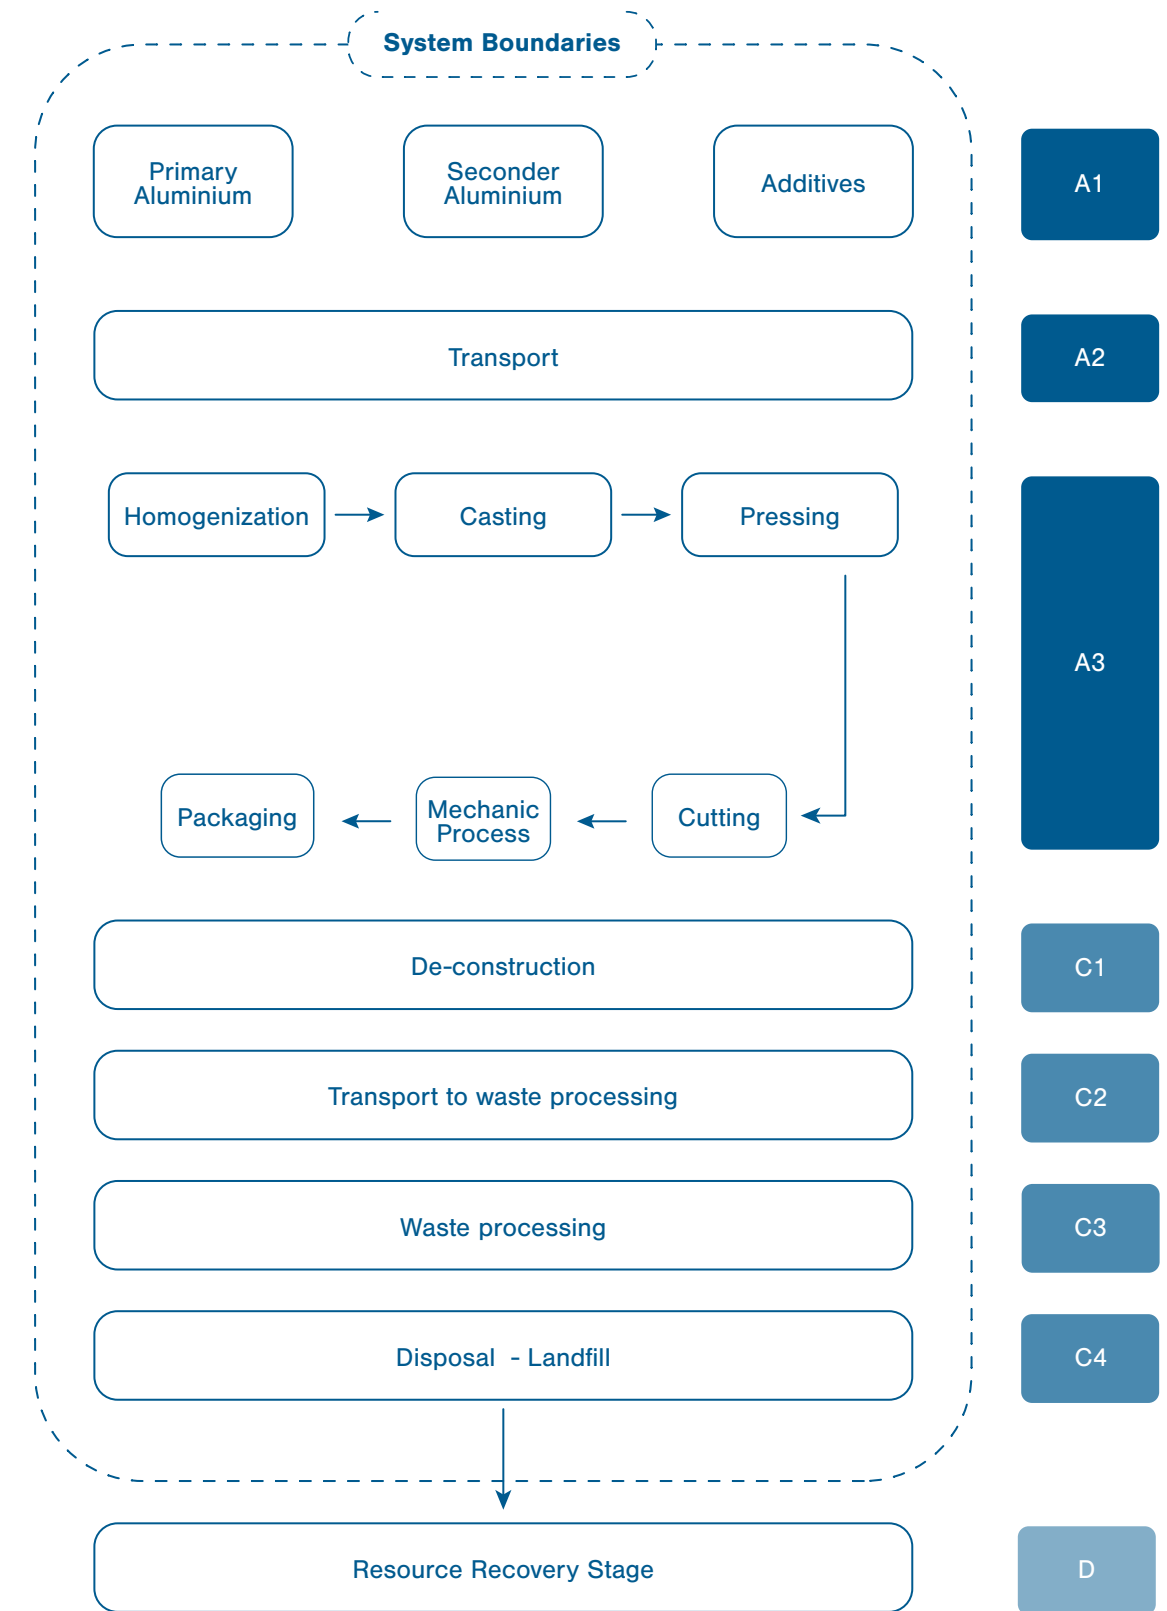 System Boundaries
Primary
Aluminium
Seconder
Aluminium
Additives
A1
Transport
A2
Homogenization
Casting
Pressing
A3
Packaging
Mechanic
Process
Cutting
De-construction
C1
Transport to waste processing
C2
Waste processing
C3
Disposal - Landfill
C4
Resource Recovery Stage
D